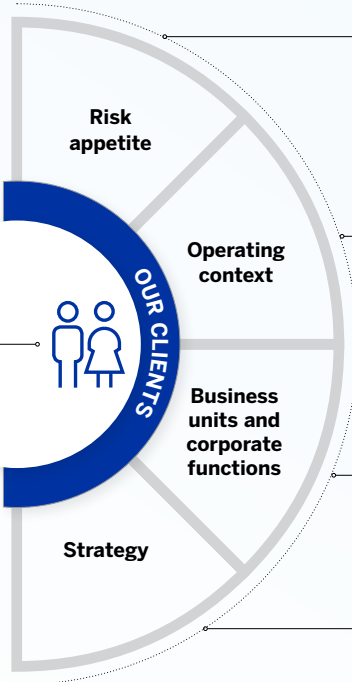 Risk
appetite
Operating
context
OUR CLIENTS
Business
units and
corporate
functions
Strategy